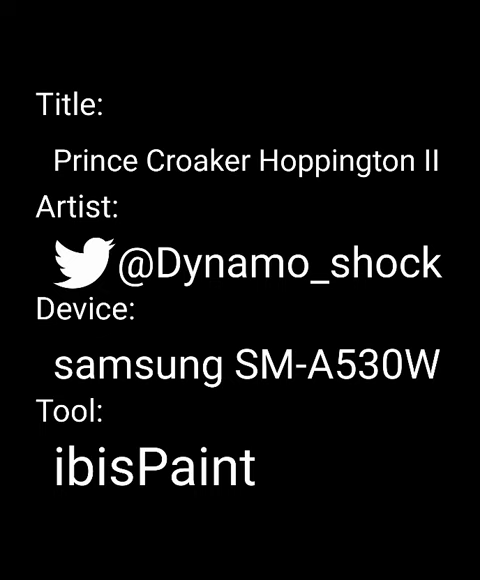 Title:
Prince Croaker Hoppington II
Artist:
@Dynamo_shock
Device:
samsung SM-A530W
Tool:
ibisPaint